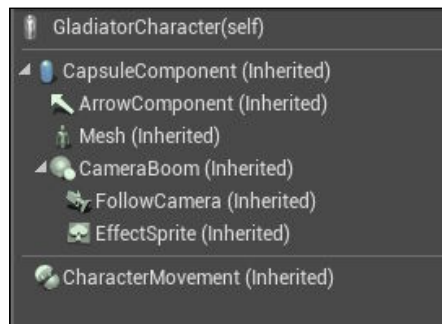 GladiatorCharacter(self)
CapsuleComponent (Inherited)
ArrowComponent (Inherited)
Mesh (Inherited)
CameraBoom (Inherited)
FollowCamera (Inherited)
EffectSprite (Inherited)
CharacterMovement (Inherited)